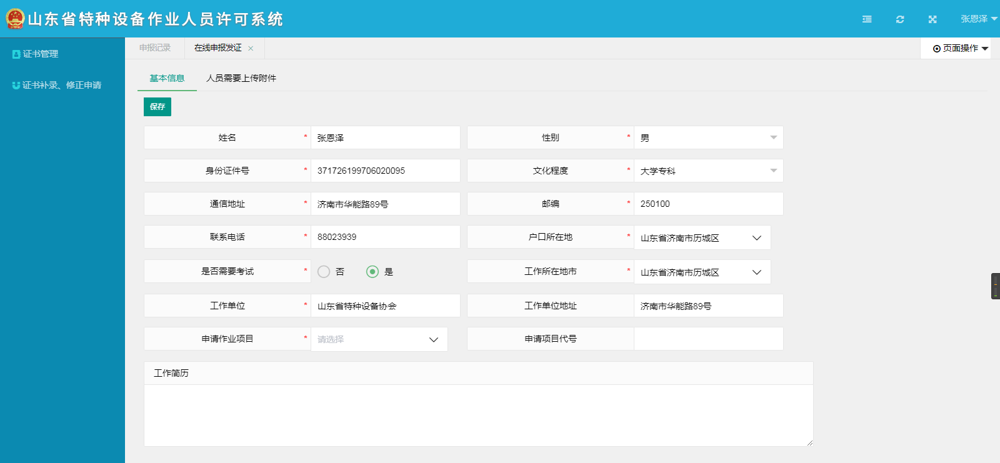 山东省特种设备作业人员许可系统
张恩泽
证书管理
证书补录、修正申请
申报记录
在线申报发证 ×
页面操作
基本信息
人员需要上传附件
保存
姓名 * 张恩泽
性别 * 男
身份证件号 * 371726199706020095
文化程度 * 大学专科
通信地址 * 济南市华能路89号
邮编 * 250100
联系电话 * 88023939
户口所在地 * 山东省济南市历城区
是否需要考试 * 否 是
工作所在地市 * 山东省济南市历城区
工作单位 * 山东省特种设备协会
工作单位地址 济南市华能路89号
申请作业项目 * 请选择
申请项目代号
工作简历